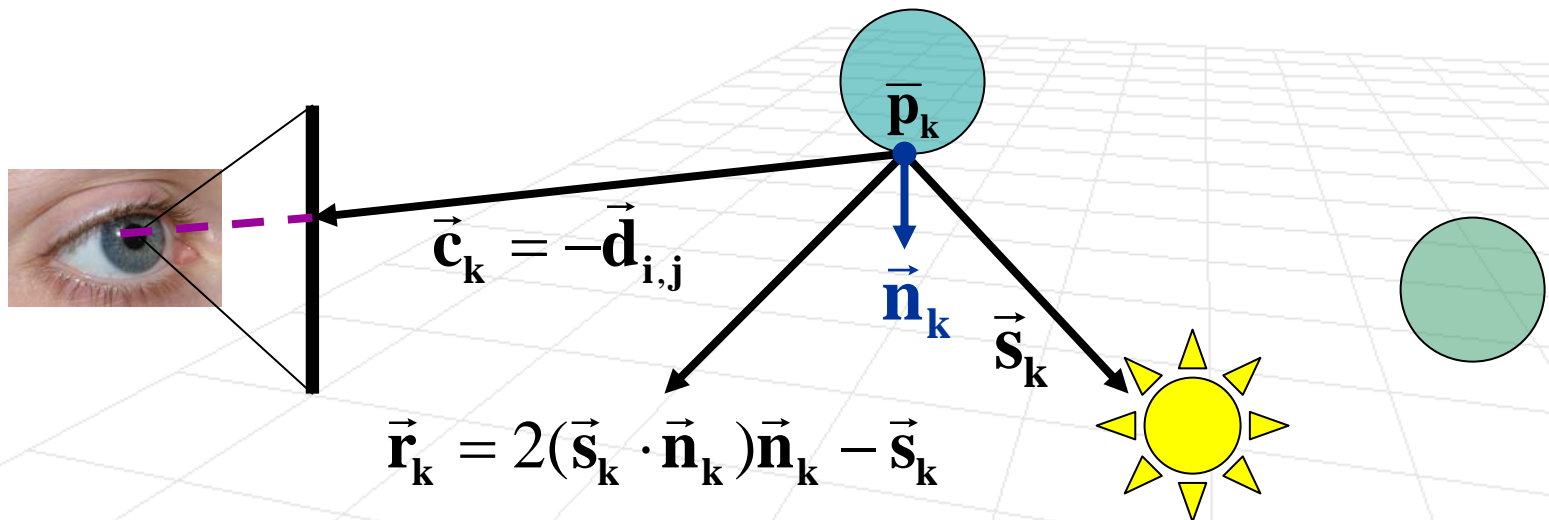 p̅ₖ
c⃗ₖ = −d⃗ᵢ,ⱼ
n⃗ₖ
s⃗ₖ
r⃗ₖ = 2(s⃗ₖ · n⃗ₖ)n⃗ₖ − s⃗ₖ